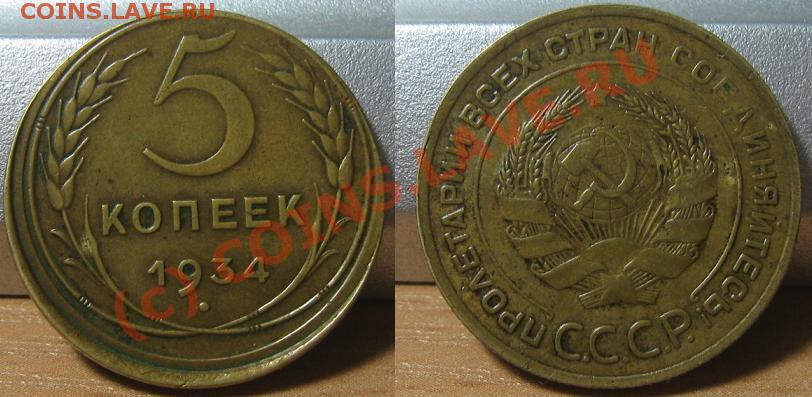 COINS.LAVE.RU
5
КОПЕЕК
1934
ПРОЛЕТАРИИ ВСЕХ СТРАН СОЕДИНЯЙТЕСЬ!
С.С.С.Р.
(c) COINS.LAVE.RU